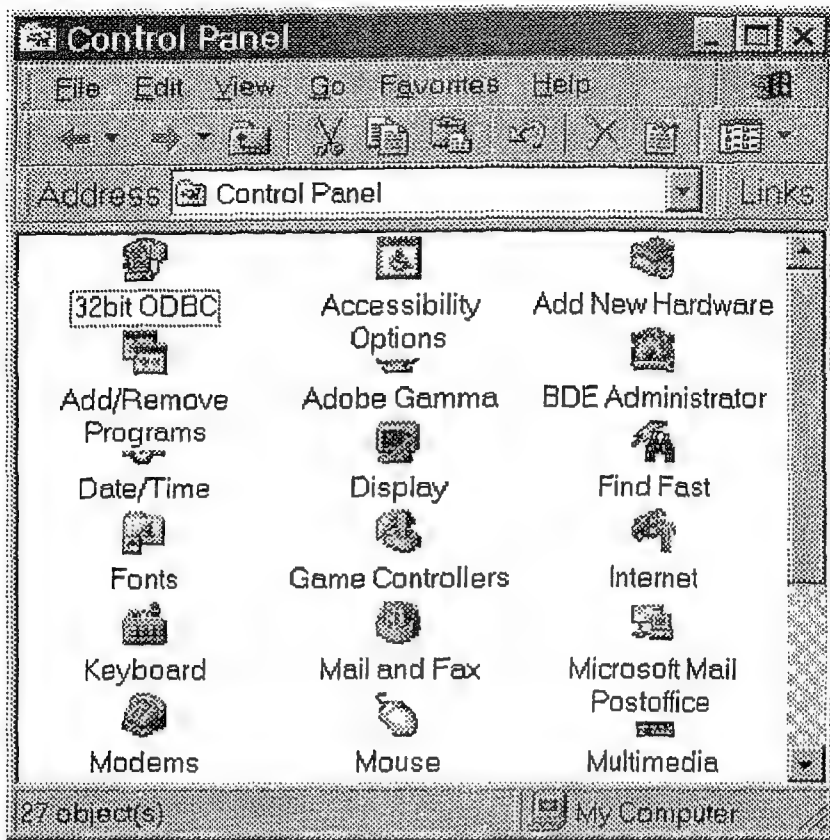 Control Panel
File Edit View Go Favorites Help
Address Control Panel Links
32bit ODBC Accessibility Options Add New Hardware
Add/Remove Programs Adobe Gamma BDE Administrator
Date/Time Display Find Fast
Fonts Game Controllers Internet
Keyboard Mail and Fax Microsoft Mail Postoffice
Modems Mouse Multimedia
27 object(s) My Computer